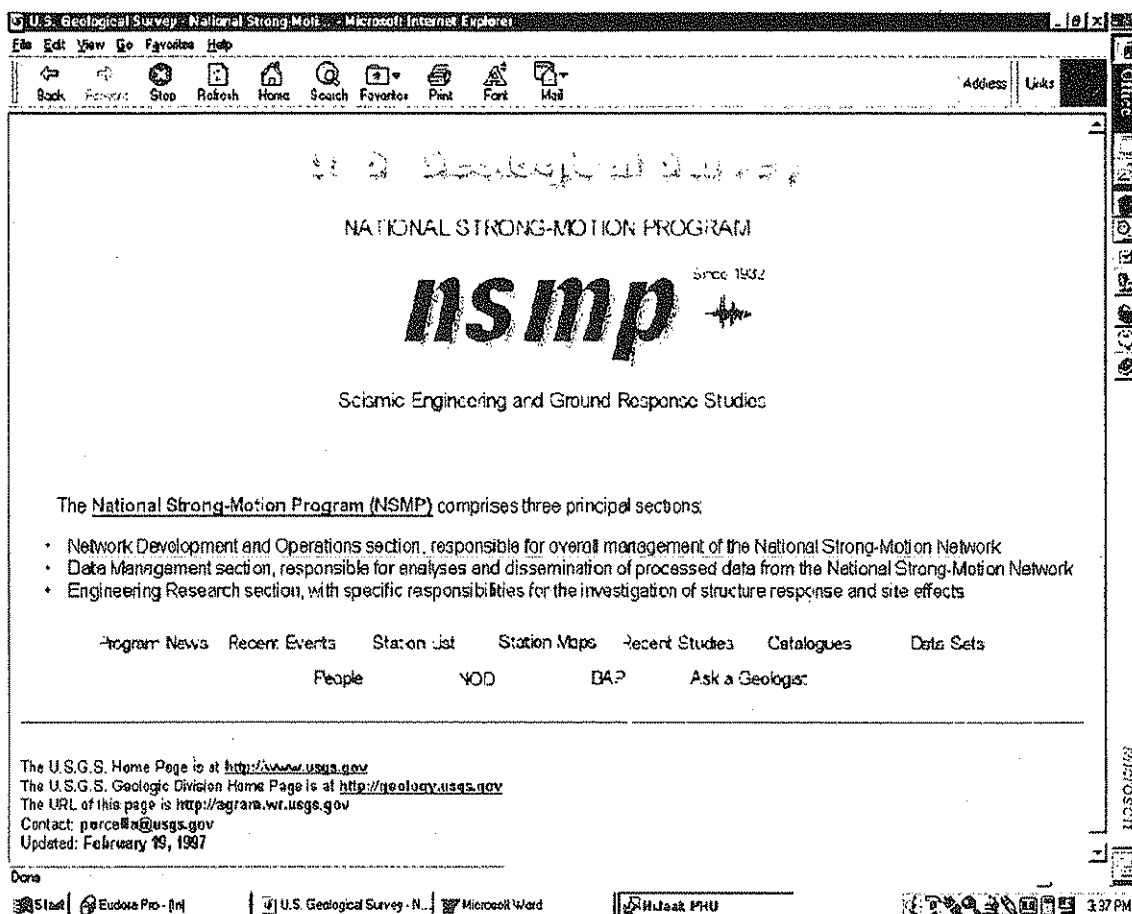 U.S. Geological Survey - National Strong-Moti... - Microsoft Internet Explorer
File Edit View Go Favorites Help
Back Forward Stop Refresh Home Search Favorites Print Font Mail Address Links
Office
U S Geological Survey
NATIONAL STRONG-MOTION PROGRAM
nsmp
Since 1932
Seismic Engineering and Ground Response Studies
The National Strong-Motion Program (NSMP) comprises three principal sections:
• Network Development and Operations section, responsible for overall management of the National Strong-Motion Network
• Data Management section, responsible for analyses and dissemination of processed data from the National Strong-Motion Network
• Engineering Research section, with specific responsibilities for the investigation of structure response and site effects
Program News Recent Events Station List Station Maps Recent Studies Catalogues Data Sets
People BAP Ask a Geologist
The U.S.G.S. Home Page is at http://www.usgs.gov
The U.S.G.S. Geologic Division Home Page is at http://geology.usgs.gov
The URL of this page is http://agram.wr.usgs.gov
Contact: porcella@usgs.gov
Updated: February 19, 1997
Microsoft
Done
Start Eudora Pro - [In] U.S. Geological Survey - N... Microsoft Word HiJaak PRO 3:37 PM